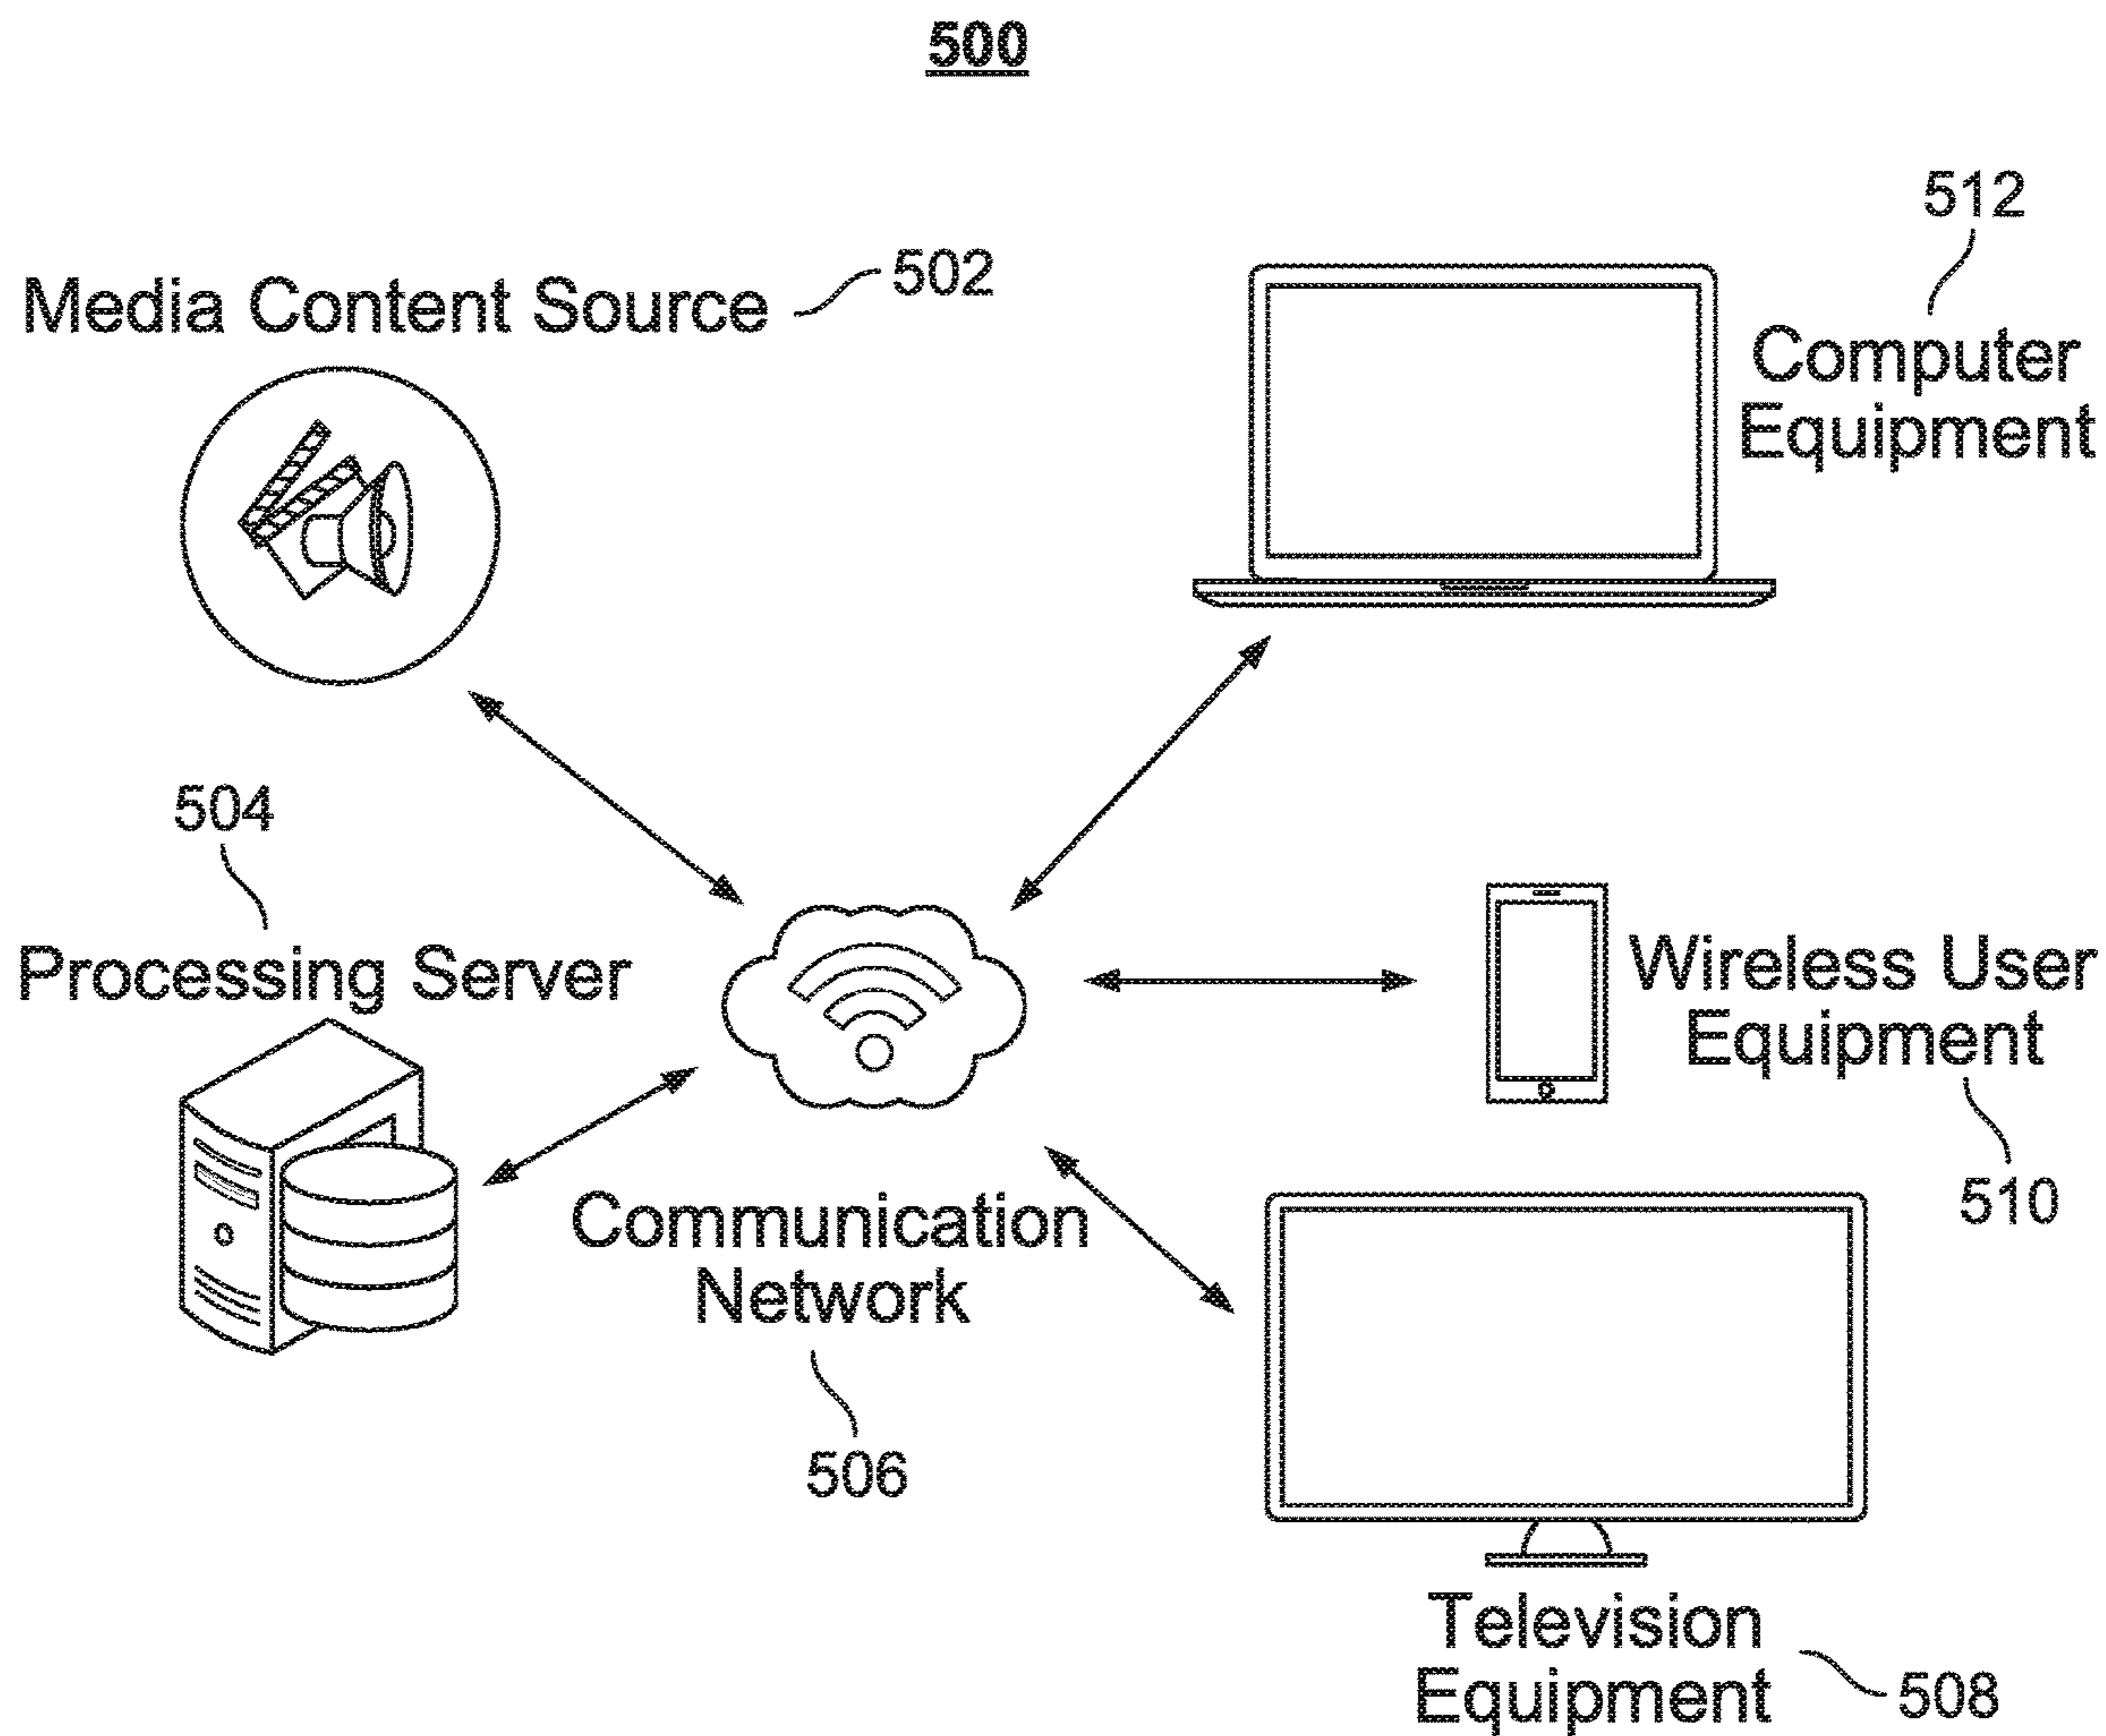 500
512
502
Media Content Source
Computer
Equipment
504
Processing Server
Wireless User
Equipment
510
Communication
Network
506
Television
Equipment
508